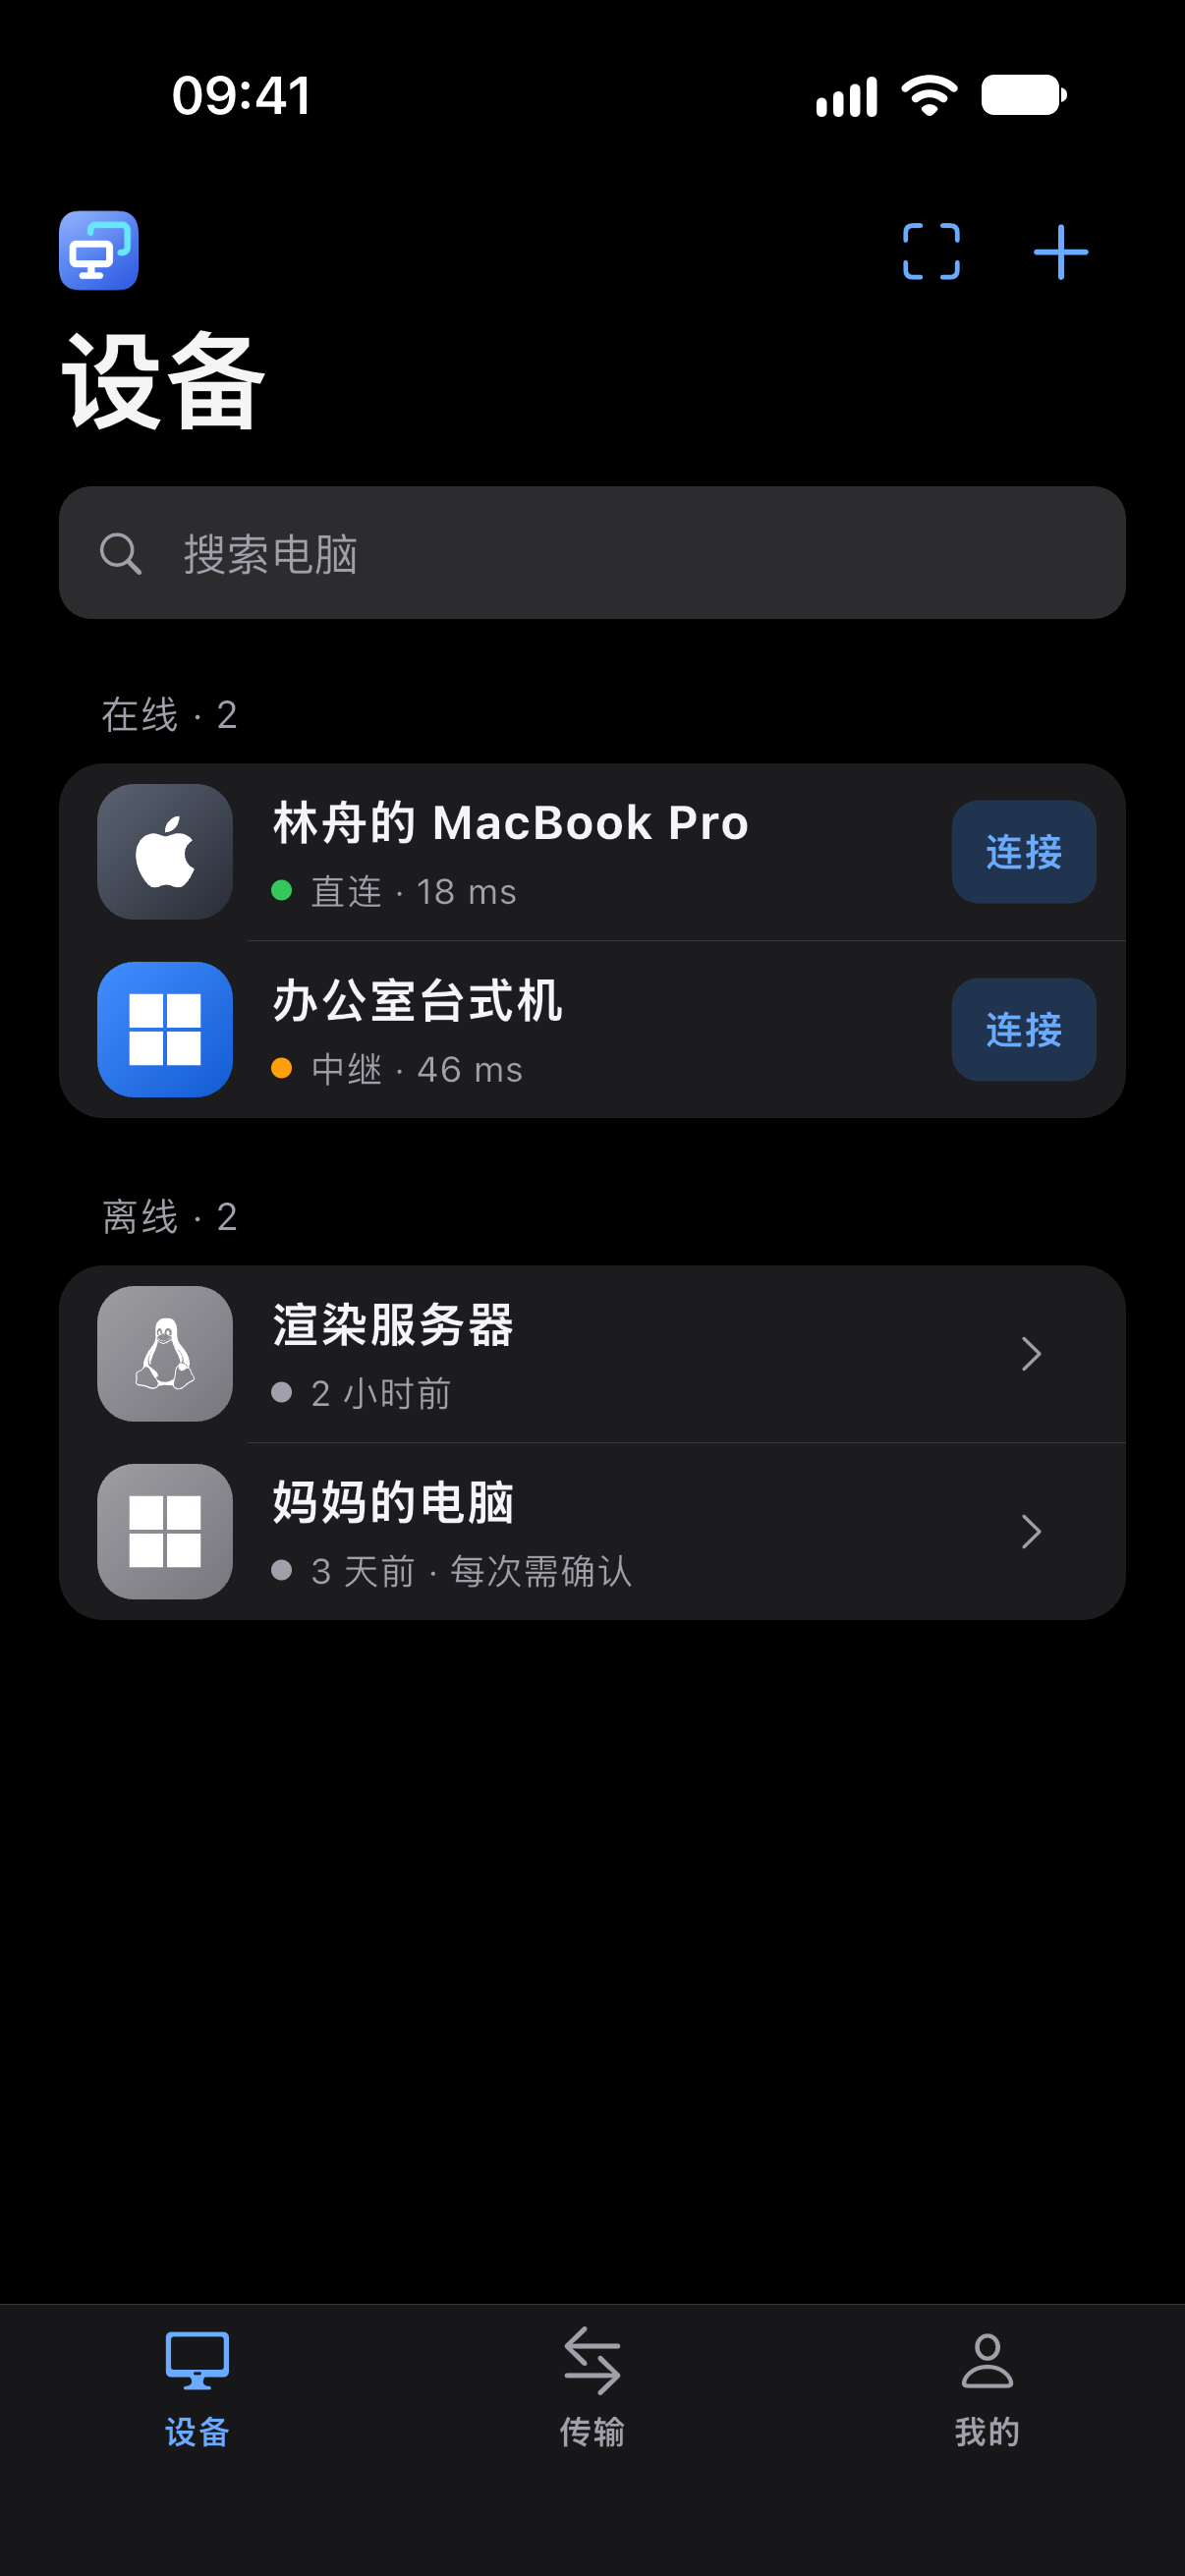 09:41
设备
搜索电脑
在线 · 2
林舟的 MacBook Pro
直连 · 18 ms
连接
办公室台式机
中继 · 46 ms
连接
离线 · 2
渲染服务器
2 小时前
妈妈的电脑
3 天前 · 每次需确认
设备
传输
我的